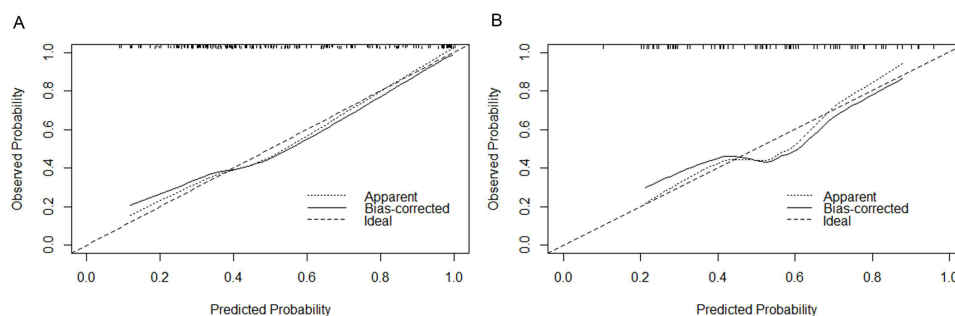 A
Observed Probability
1.0
0.8
0.6
0.4
0.2
0.0
Apparent
Bias-corrected
Ideal
0.0 0.2 0.4 0.6 0.8 1.0
Predicted Probability
B
Observed Probability
1.0
0.8
0.6
0.4
0.2
0.0
Apparent
Bias-corrected
Ideal
0.0 0.2 0.4 0.6 0.8 1.0
Predicted Probability